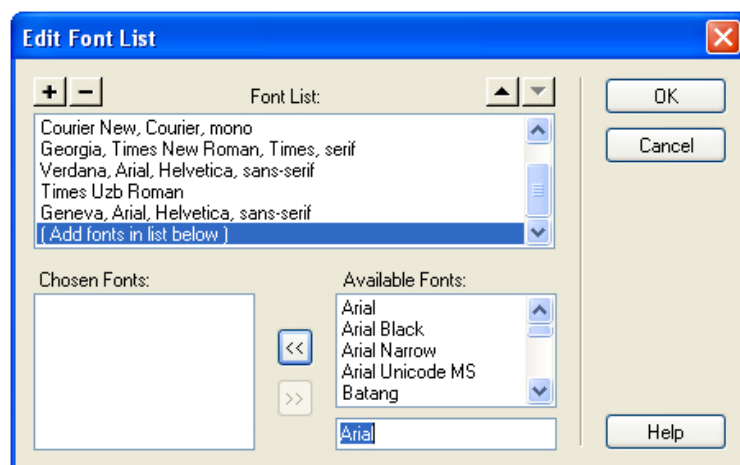 Edit Font List
+ − Font List:
OK
Courier New, Courier, mono
Georgia, Times New Roman, Times, serif
Verdana, Arial, Helvetica, sans-serif
Times Uzb Roman
Geneva, Arial, Helvetica, sans-serif
( Add fonts in list below )
Cancel
Chosen Fonts:
Available Fonts:
Arial
Arial Black
Arial Narrow
Arial Unicode MS
Batang
<<
>>
Arial
Help